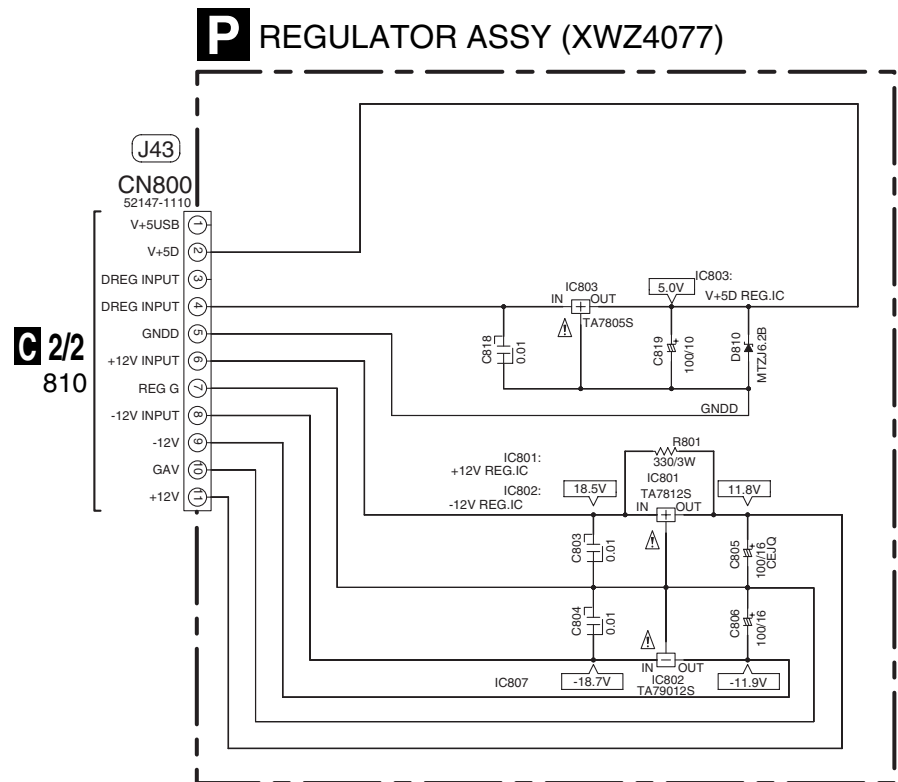 P REGULATOR ASSY (XWZ4077)
J43
CN800
52147-1110
V+5USB 1
V+5D 2
DREG INPUT 3
DREG INPUT 4
GNDD 5
+12V INPUT 6
REG G 7
-12V INPUT 8
-12V 9
GAV 10
+12V 11
C 2/2
810
IC803
IN + OUT
TA7805S
5.0V
IC803:
V+5D REG.IC
C818
0.01
C819
+
100/10
D810
MTZJ6.2B
GNDD
R801
330/3W
IC801:
+12V REG.IC
IC802:
-12V REG.IC
IC801
TA7812S
IN + OUT
18.5V
11.8V
C803
0.01
C805
+
100/16
CEJQ
C804
0.01
C806
+
100/16
IN − OUT
IC802
TA79012S
IC807
-18.7V
-11.9V